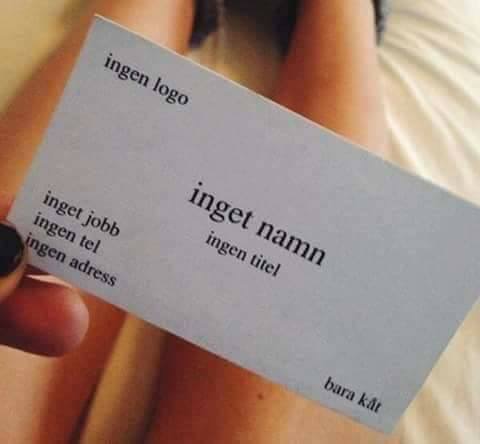 ingen logo
inget namn
ingen titel
inget jobb
ingen tel
ingen adress
bara kåt